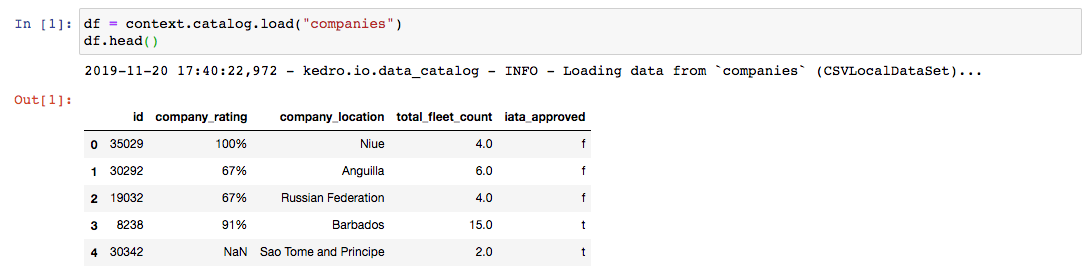 In [1]: df = context.catalog.load("companies")
df.head()
2019-11-20 17:40:22,972 - kedro.io.data_catalog - INFO - Loading data from `companies` (CSVLocalDataSet)...
Out[1]:
id company_rating company_location total_fleet_count iata_approved
0 35029 100% Niue 4.0 f
1 30292 67% Anguilla 6.0 f
2 19032 67% Russian Federation 4.0 f
3 8238 91% Barbados 15.0 t
4 30342 NaN Sao Tome and Principe 2.0 t